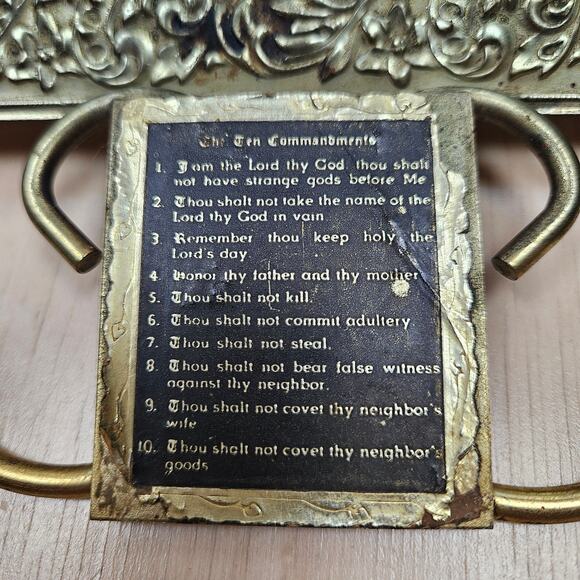 The Ten Commandments
1. I am the Lord thy God thou shalt
not have strange gods before Me
2. Thou shalt not take the name of the
Lord thy God in vain
3. Remember thou keep holy the
Lord's day.
4. Honor thy father and thy mother
5. Thou shalt not kill.
6. Thou shalt not commit adultery
7. Thou shalt not steal.
8. Thou shalt not bear false witness
against thy neighbor.
9. Thou shalt not covet thy neighbor's
wife
10. Thou shalt not covet thy neighbor's
goods